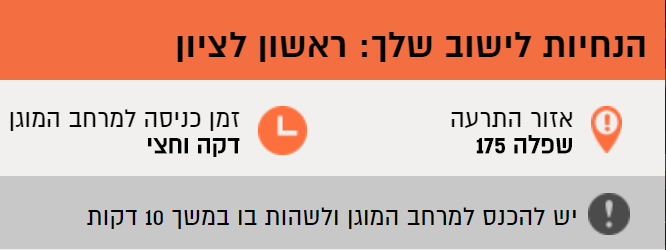 הנחיות לישוב שלך: ראשון לציון
אזור התרעה
שפלה 175
זמן כניסה למרחב המוגן
דקה וחצי
יש להכנס למרחב המוגן ולשהות בו במשך 10 דקות